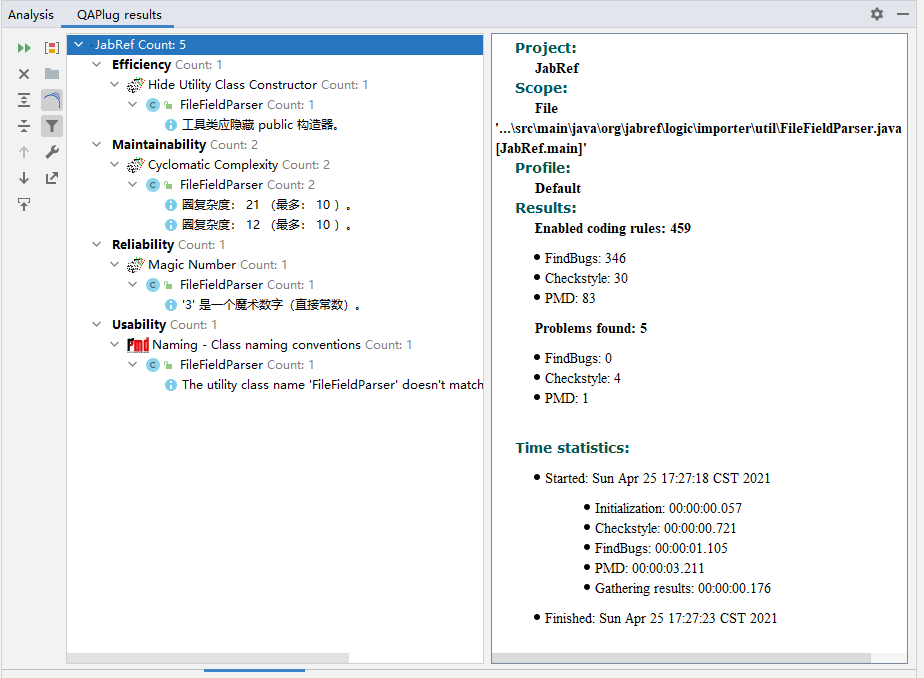 Analysis QAPlug results
JabRef Count: 5
Efficiency Count: 1
Hide Utility Class Constructor Count: 1
FileFieldParser Count: 1
工具类应隐藏 public 构造器。
Maintainability Count: 2
Cyclomatic Complexity Count: 2
FileFieldParser Count: 2
圈复杂度： 21 （最多： 10 ）。
圈复杂度： 12 （最多： 10 ）。
Reliability Count: 1
Magic Number Count: 1
FileFieldParser Count: 1
'3' 是一个魔术数字（直接常数）。
Usability Count: 1
pmd Naming - Class naming conventions Count: 1
FileFieldParser Count: 1
The utility class name 'FileFieldParser' doesn't match
Project:
JabRef
Scope:
File
'...\src\main\java\org\jabref\logic\importer\util\FileFieldParser.java
[JabRef.main]'
Profile:
Default
Results:
Enabled coding rules: 459
• FindBugs: 346
• Checkstyle: 30
• PMD: 83
Problems found: 5
• FindBugs: 0
• Checkstyle: 4
• PMD: 1
Time statistics:
• Started: Sun Apr 25 17:27:18 CST 2021
• Initialization: 00:00:00.057
• Checkstyle: 00:00:00.721
• FindBugs: 00:00:01.105
• PMD: 00:00:03.211
• Gathering results: 00:00:00.176
• Finished: Sun Apr 25 17:27:23 CST 2021